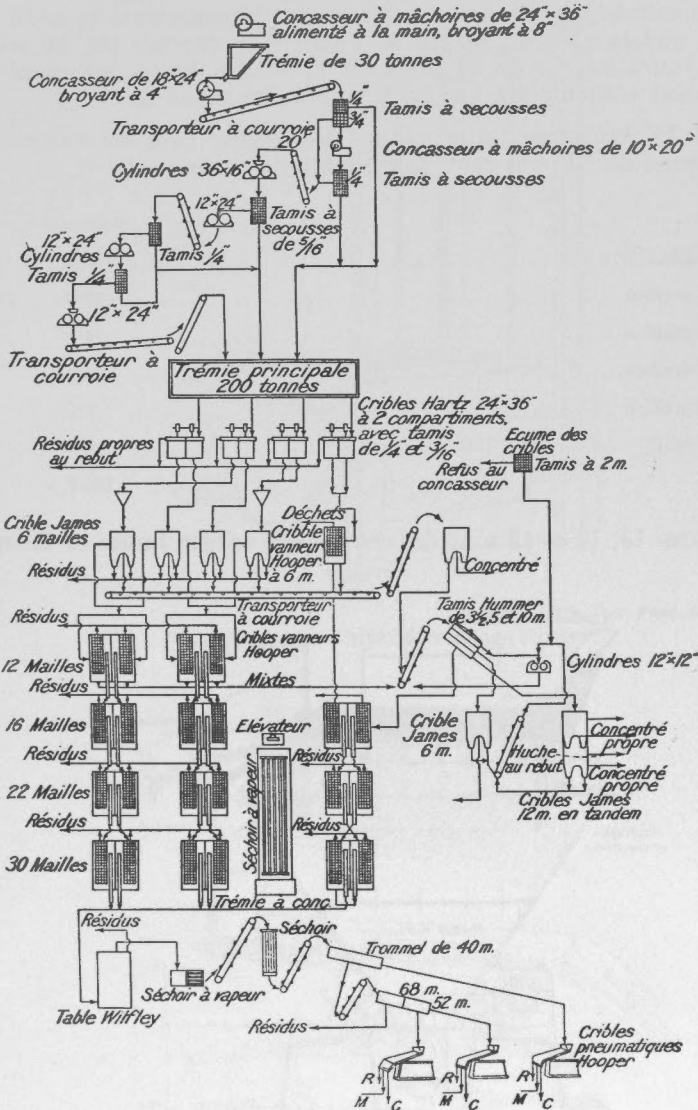 Concasseur à mâchoires de 24" x 36"
alimenté à la main, broyant à 8"
Trémie de 30 tonnes
Concasseur de 18" x 24"
broyant à 4"
Transporteur à courroie
1/4"
3/4"
Tamis à secousses
Concasseur à mâchoires de 10" x 20"
1/4"
Tamis à secousses
20"
Cylindres 36" x 16"
Tamis à
secousses
de 5/16"
12" x 24"
Tamis 1/4"
12" x 24"
Cylindres
Tamis 1/4"
12" x 24"
Transporteur à
courroie
Trémie principale
200 tonnes
Cribles Hartz 24" x 36"
à 2 compartiments,
avec tamis
de 1/4" et 3/16"
Résidus propres
au rebut
Ecume des
cribles
Tamis à 2 m.
Refus au
concasseur
Déchets
Crible James
6 mailles
Cribble
vanneur
Hooper
à 6 m.
Résidus
Concentré
Transporteur
à courroie
Tamis Hummer
de 3 1/2, 5 et 10 m.
Résidus
Cribles vanneurs
Hooper
12 Mailles
Cylindres 12" x 12"
Résidus
Mixtes
16 Mailles
Elévateur
Crible
James
6 m.
Huche
au rebut
Concentré
propre
Concentré
propre
Cribles James
12 m. en tandem
Résidus
Résidus
22 Mailles
Séchoir à vapeur
Résidus
Résidus
30 Mailles
Trémie à conc.
Résidus
Séchoir
Trommel de 40 m.
Séchoir à vapeur
Table Wilfley
68 m.
52 m.
Résidus
Cribles
pneumatiques
Hooper
R
M
C
R
M
C
R
M
C